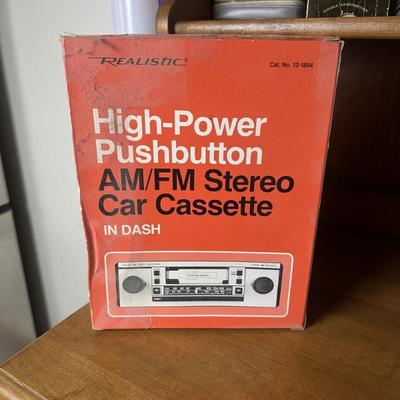 REALISTIC
Cat. No. 12-1894
High-Power
Pushbutton
AM/FM Stereo
Car Cassette
IN DASH